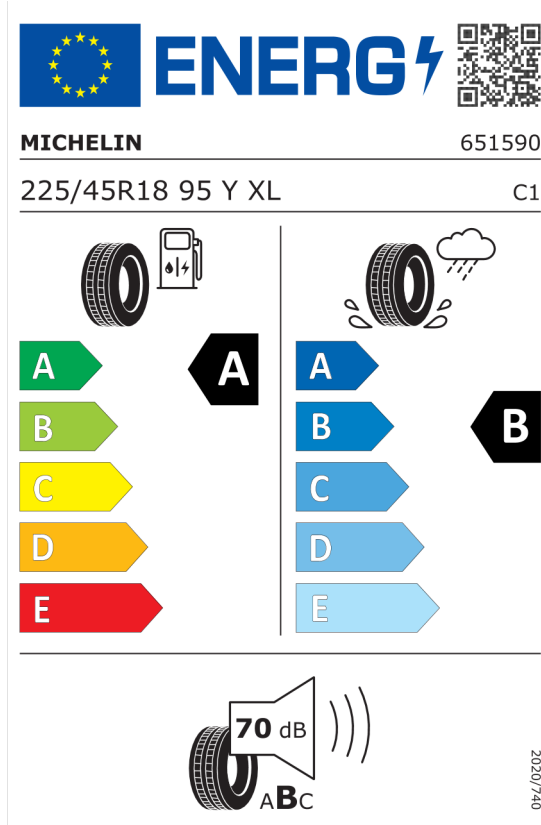 ENERG
MICHELIN 651590
225/45R18 95 Y XL C1
A A A
B B B
C C
D D
E E
70 dB
ABC
2020/740